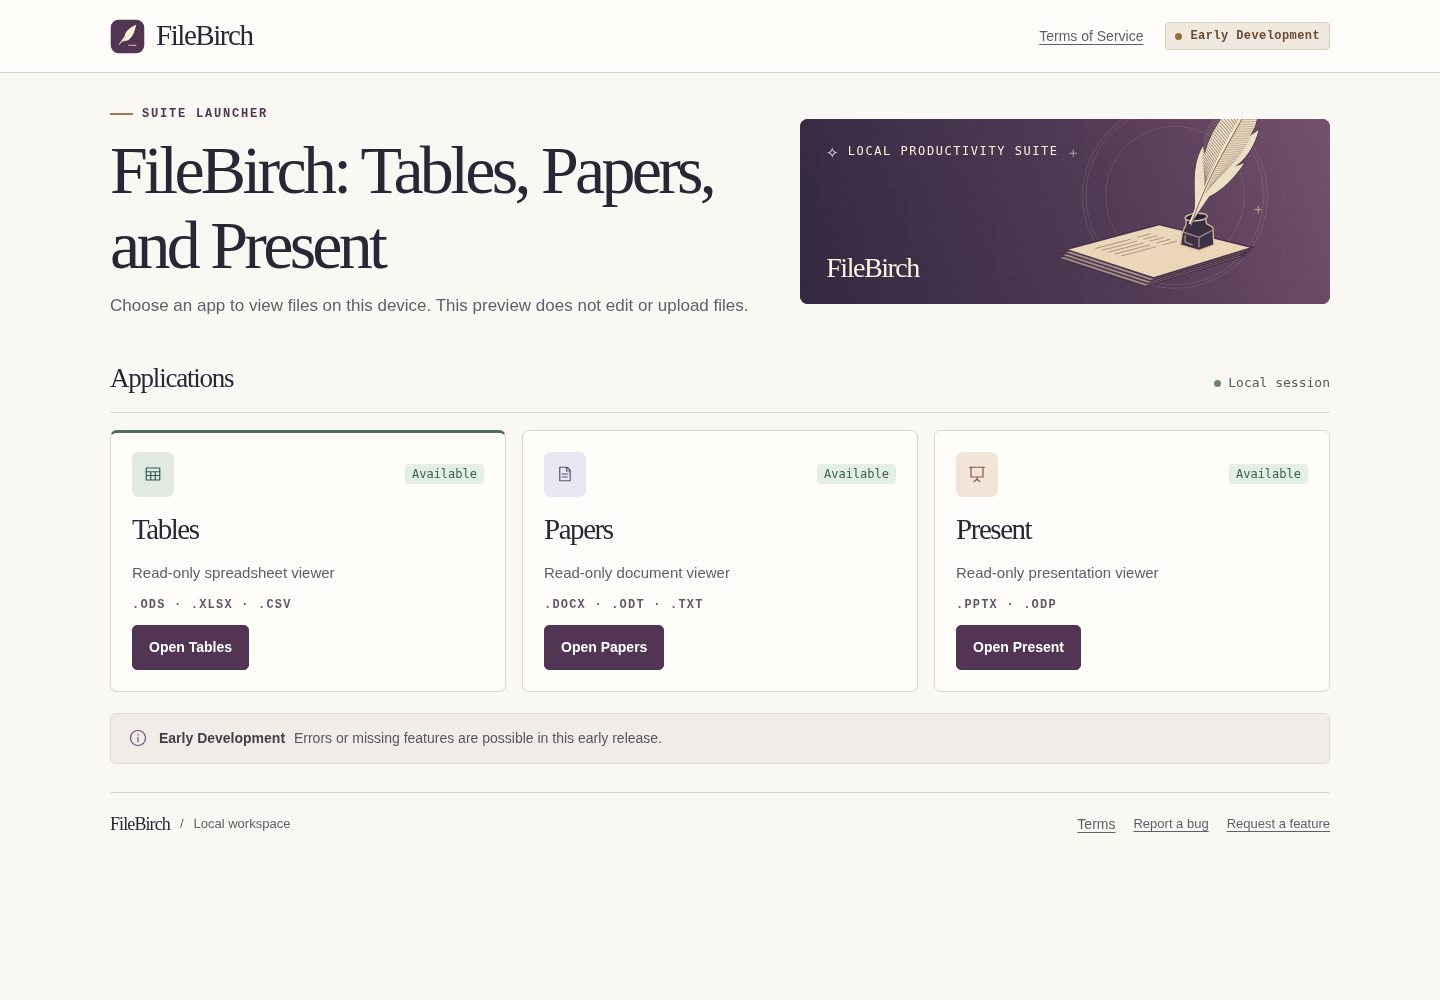 FileBirch
Terms of Service
Early Development
SUITE LAUNCHER
FileBirch: Tables, Papers,
and Present
Choose an app to view files on this device. This preview does not edit or upload files.
LOCAL PRODUCTIVITY SUITE
FileBirch
Applications
Local session
Available
Tables
Read-only spreadsheet viewer
.ODS · .XLSX · .CSV
Open Tables
Available
Papers
Read-only document viewer
.DOCX · .ODT · .TXT
Open Papers
Available
Present
Read-only presentation viewer
.PPTX · .ODP
Open Present
Early Development Errors or missing features are possible in this early release.
FileBirch / Local workspace
Terms Report a bug Request a feature